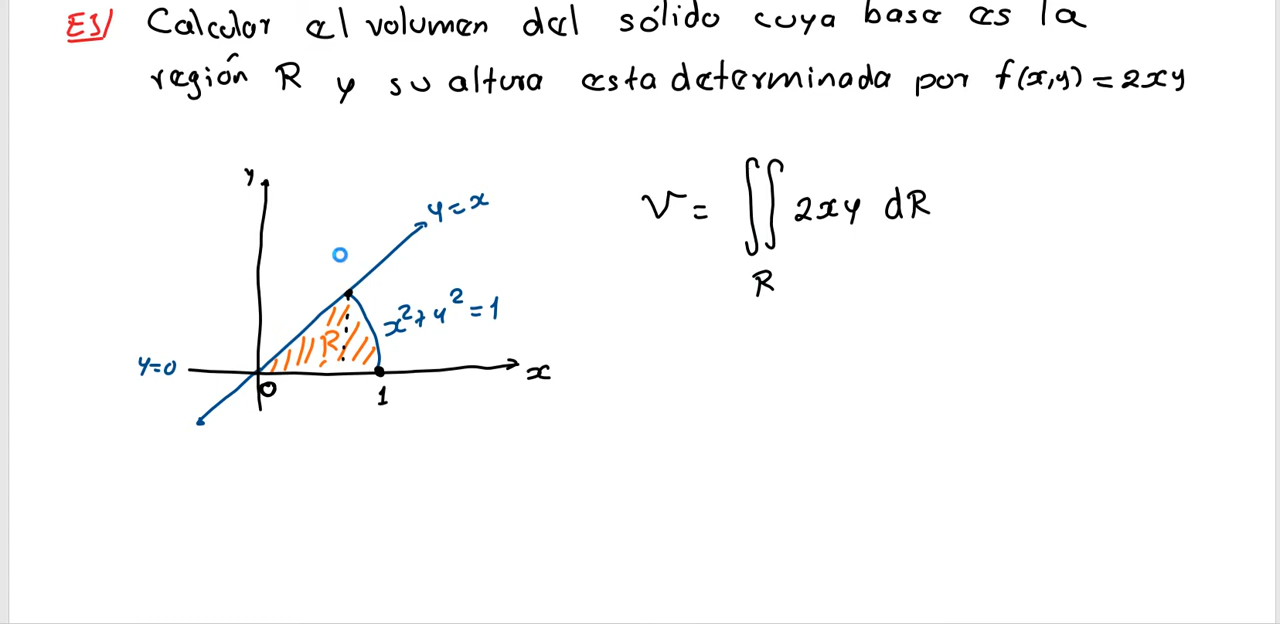 EJ/ Calcular el volumen del sólido cuya base es la
región R y su altura esta determinada por f(x,y) = 2xy
y
y=x
V = ∬ 2xy dR
R
x²+y²=1
R
y=0
x
0
1